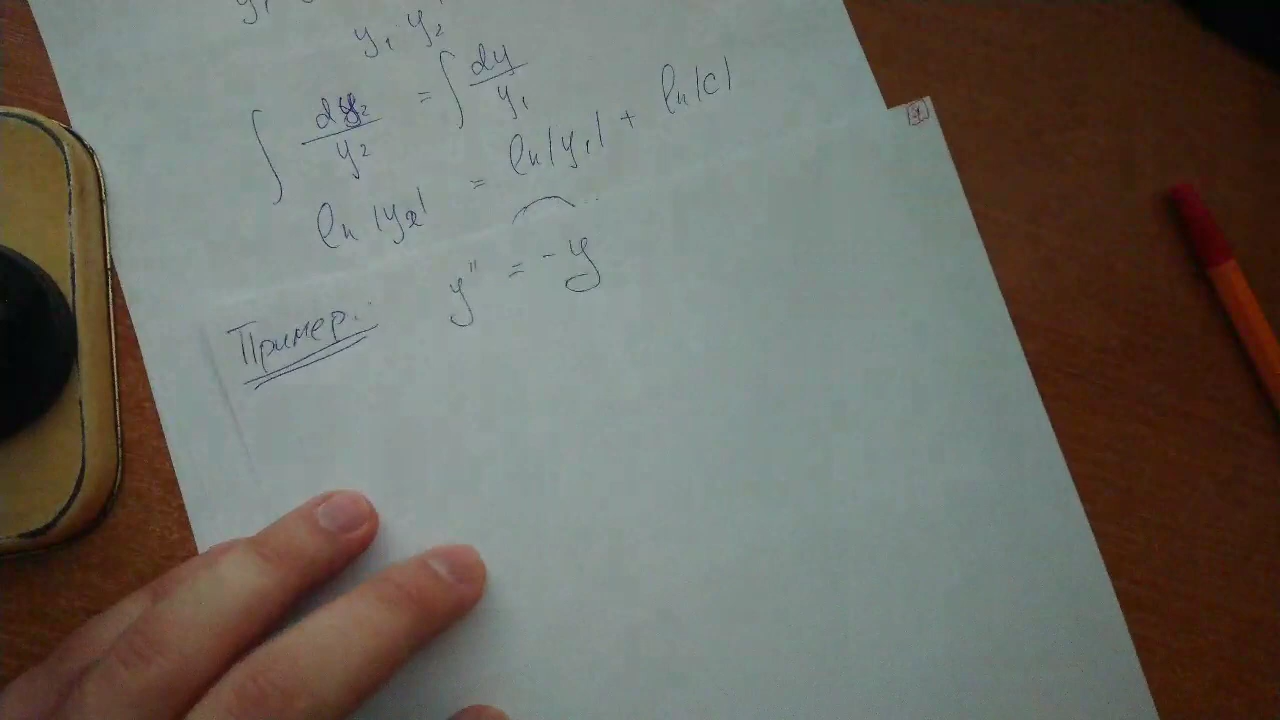 y₁ y₂
∫ dy₂/y₂ = ∫ dy/y₁
ln |y₂| = ln|y₁| + ln|C|
Пример: y'' = -y